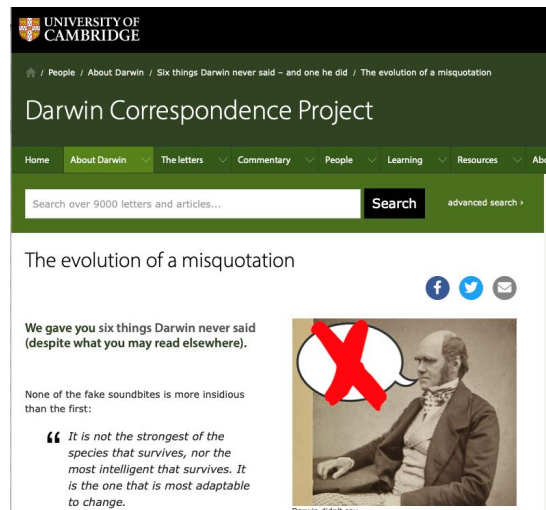 UNIVERSITY OF
CAMBRIDGE
/ People / About Darwin / Six things Darwin never said – and one he did / The evolution of a misquotation
Darwin Correspondence Project
Home About Darwin The letters Commentary People Learning Resources Abo
Search over 9000 letters and articles... Search advanced search ›
The evolution of a misquotation
f
We gave you six things Darwin never said
(despite what you may read elsewhere).
None of the fake soundbites is more insidious
than the first:
“ It is not the strongest of the
species that survives, nor the
most intelligent that survives. It
is the one that is most adaptable
to change.